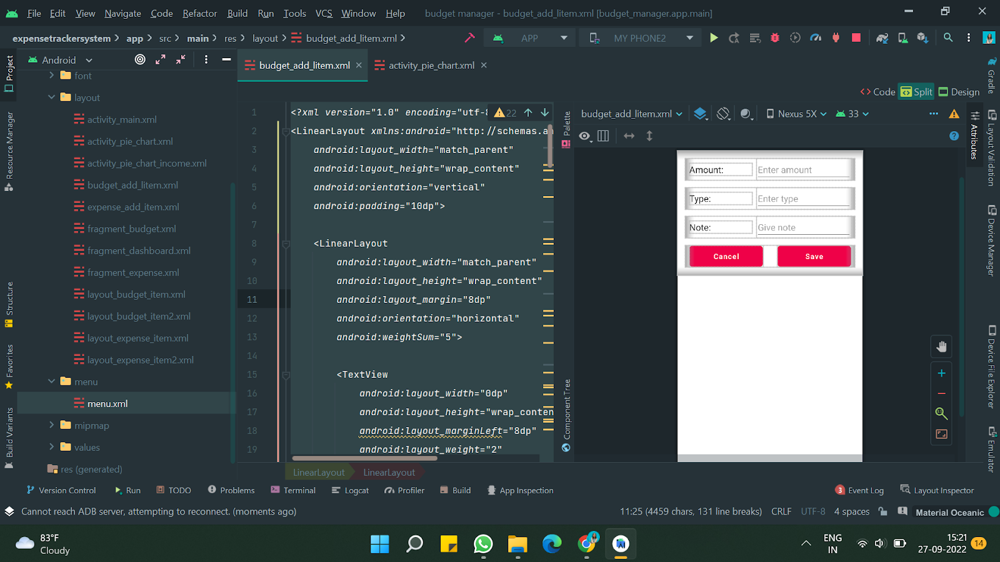 File Edit View Navigate Code Refactor Build Run Tools VCS Window Help budget manager - budget_add_litem.xml [budget_manager.app.main]
expensetrackersystem app src main res layout budget_add_litem.xml APP MY PHONE2
Android budget_add_litem.xml activity_pie_chart.xml
Code Split Design
Project
Resource Manager
Structure
Favorites
Build Variants
font
layout
activity_main.xml
activity_pie_chart.xml
activity_pie_chart_income.xml
budget_add_litem.xml
expense_add_item.xml
fragment_budget.xml
fragment_dashboard.xml
fragment_expense.xml
layout_budget_item.xml
layout_budget_item2.xml
layout_expense_item.xml
layout_expense_item2.xml
menu
menu.xml
mipmap
values
res (generated)
1 <?xml version="1.0" encoding="utf-8 22
2 <LinearLayout xmlns:android="http://schemas.an
3 android:layout_width="match_parent"
4 android:layout_height="wrap_content"
5 android:orientation="vertical"
6 android:padding="10dp">
7
8 <LinearLayout
9 android:layout_width="match_parent"
10 android:layout_height="wrap_content"
11 android:layout_margin="8dp"
12 android:orientation="horizontal"
13 android:weightSum="5">
14
15 <TextView
16 android:layout_width="0dp"
17 android:layout_height="wrap_conten
18 android:layout_marginLeft="8dp"
19 android:layout_weight="2"
LinearLayout LinearLayout
Palette
Component Tree
budget_add_litem.xml Nexus 5X 33
Amount: Enter amount
Type: Enter type
Note: Give note
Cancel Save
1:1
Attributes
Gradle
Layout Validation
Device Manager
Device File Explorer
Emulator
Version Control Run TODO Problems Terminal Logcat Profiler Build App Inspection 3 Event Log Layout Inspector
Cannot reach ADB server, attempting to reconnect. (moments ago) 11:25 (4459 chars, 131 line breaks) CRLF UTF-8 4 spaces Material Oceanic
83°F
Cloudy
ENG
IN
15:21
27-09-2022
14